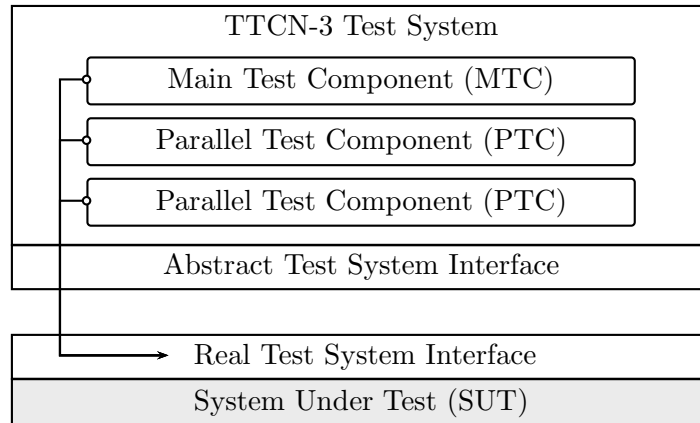 TTCN-3 Test System
Main Test Component (MTC)
Parallel Test Component (PTC)
Parallel Test Component (PTC)
Abstract Test System Interface
Real Test System Interface
System Under Test (SUT)